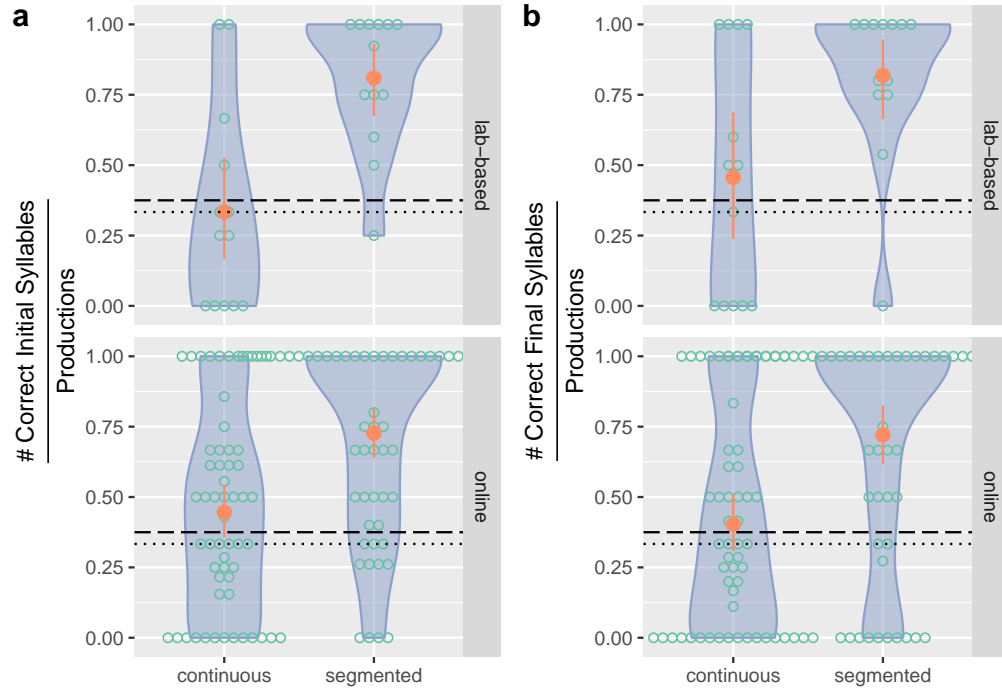 a
# Correct Initial Syllables
Productions
1.00
0.75
0.50
0.25
0.00
lab−based
1.00
0.75
0.50
0.25
0.00
online
continuous segmented
b
# Correct Final Syllables
Productions
1.00
0.75
0.50
0.25
0.00
lab−based
1.00
0.75
0.50
0.25
0.00
online
continuous segmented